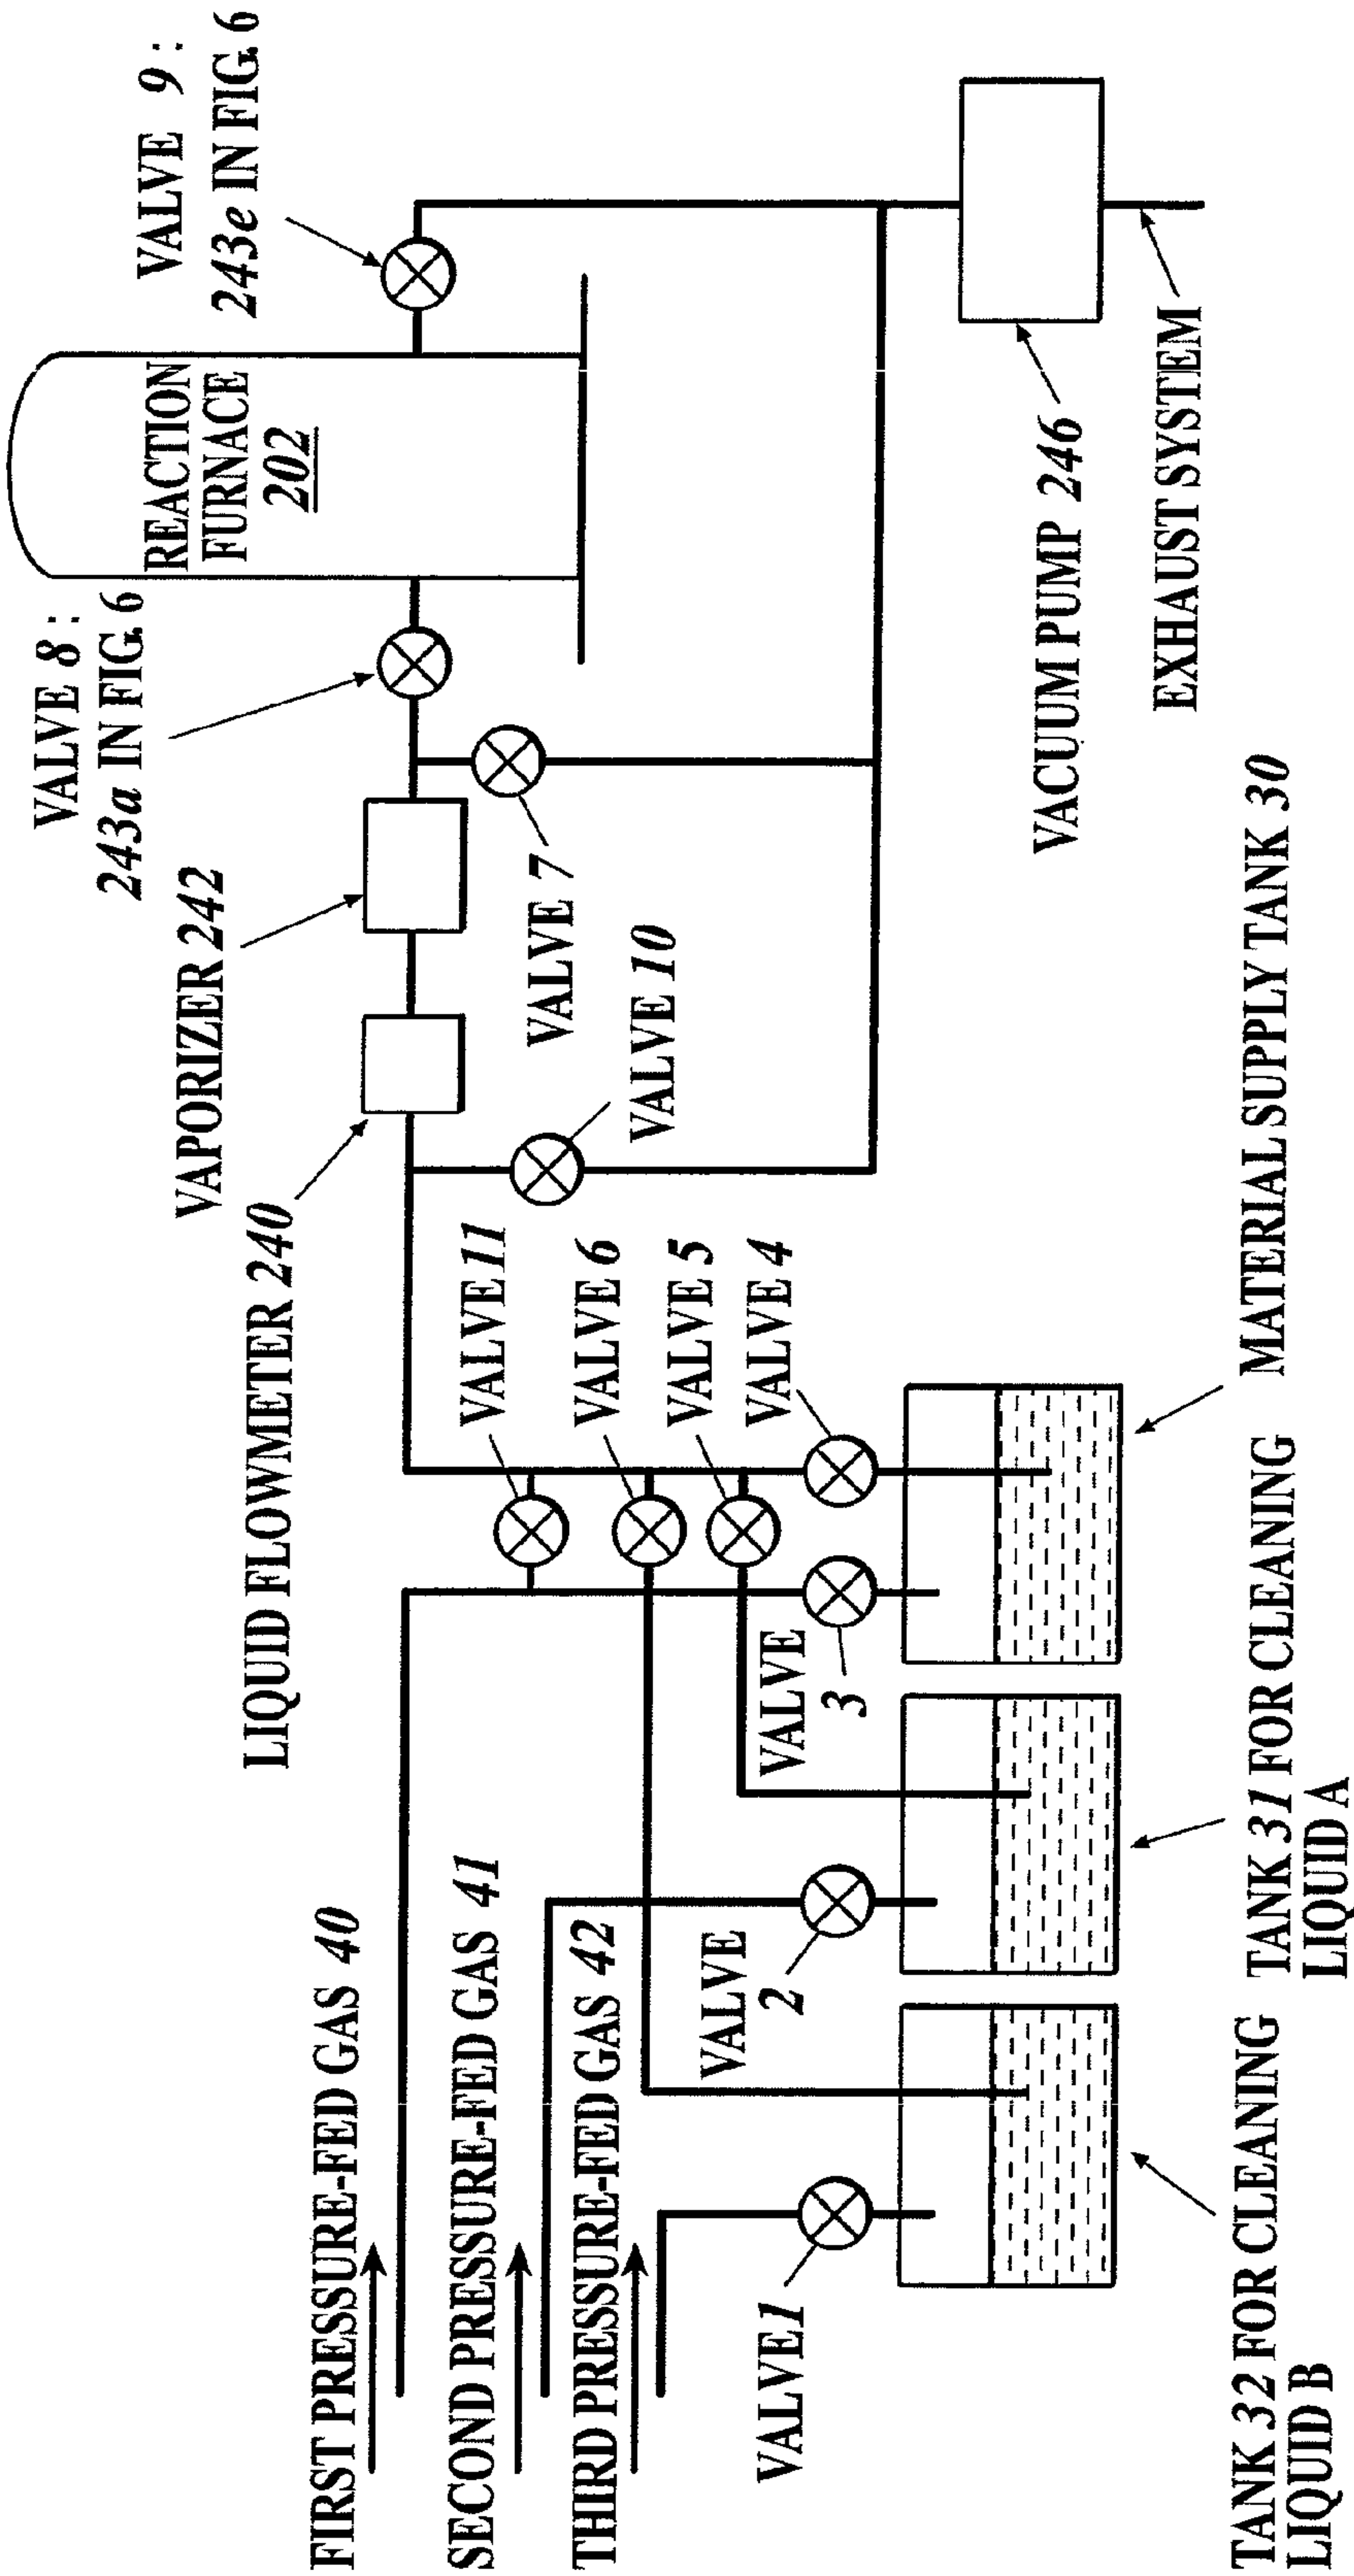 VALVE 9 :
243e IN FIG. 6
VALVE 8 :
243a IN FIG. 6
REACTION
FURNACE
202
VAPORIZER 242
LIQUID FLOWMETER 240
VALVE 7
VALVE 10
FIRST PRESSURE-FED GAS 40
SECOND PRESSURE-FED GAS 41
THIRD PRESSURE-FED GAS 42
VALVE 11
VALVE 6
VALVE 5
VALVE 4
VALVE
3
VALVE
2
VALVE1
VACUUM PUMP 246
EXHAUST SYSTEM
MATERIAL SUPPLY TANK 30
TANK 31 FOR CLEANING
LIQUID A
TANK 32 FOR CLEANING
LIQUID B